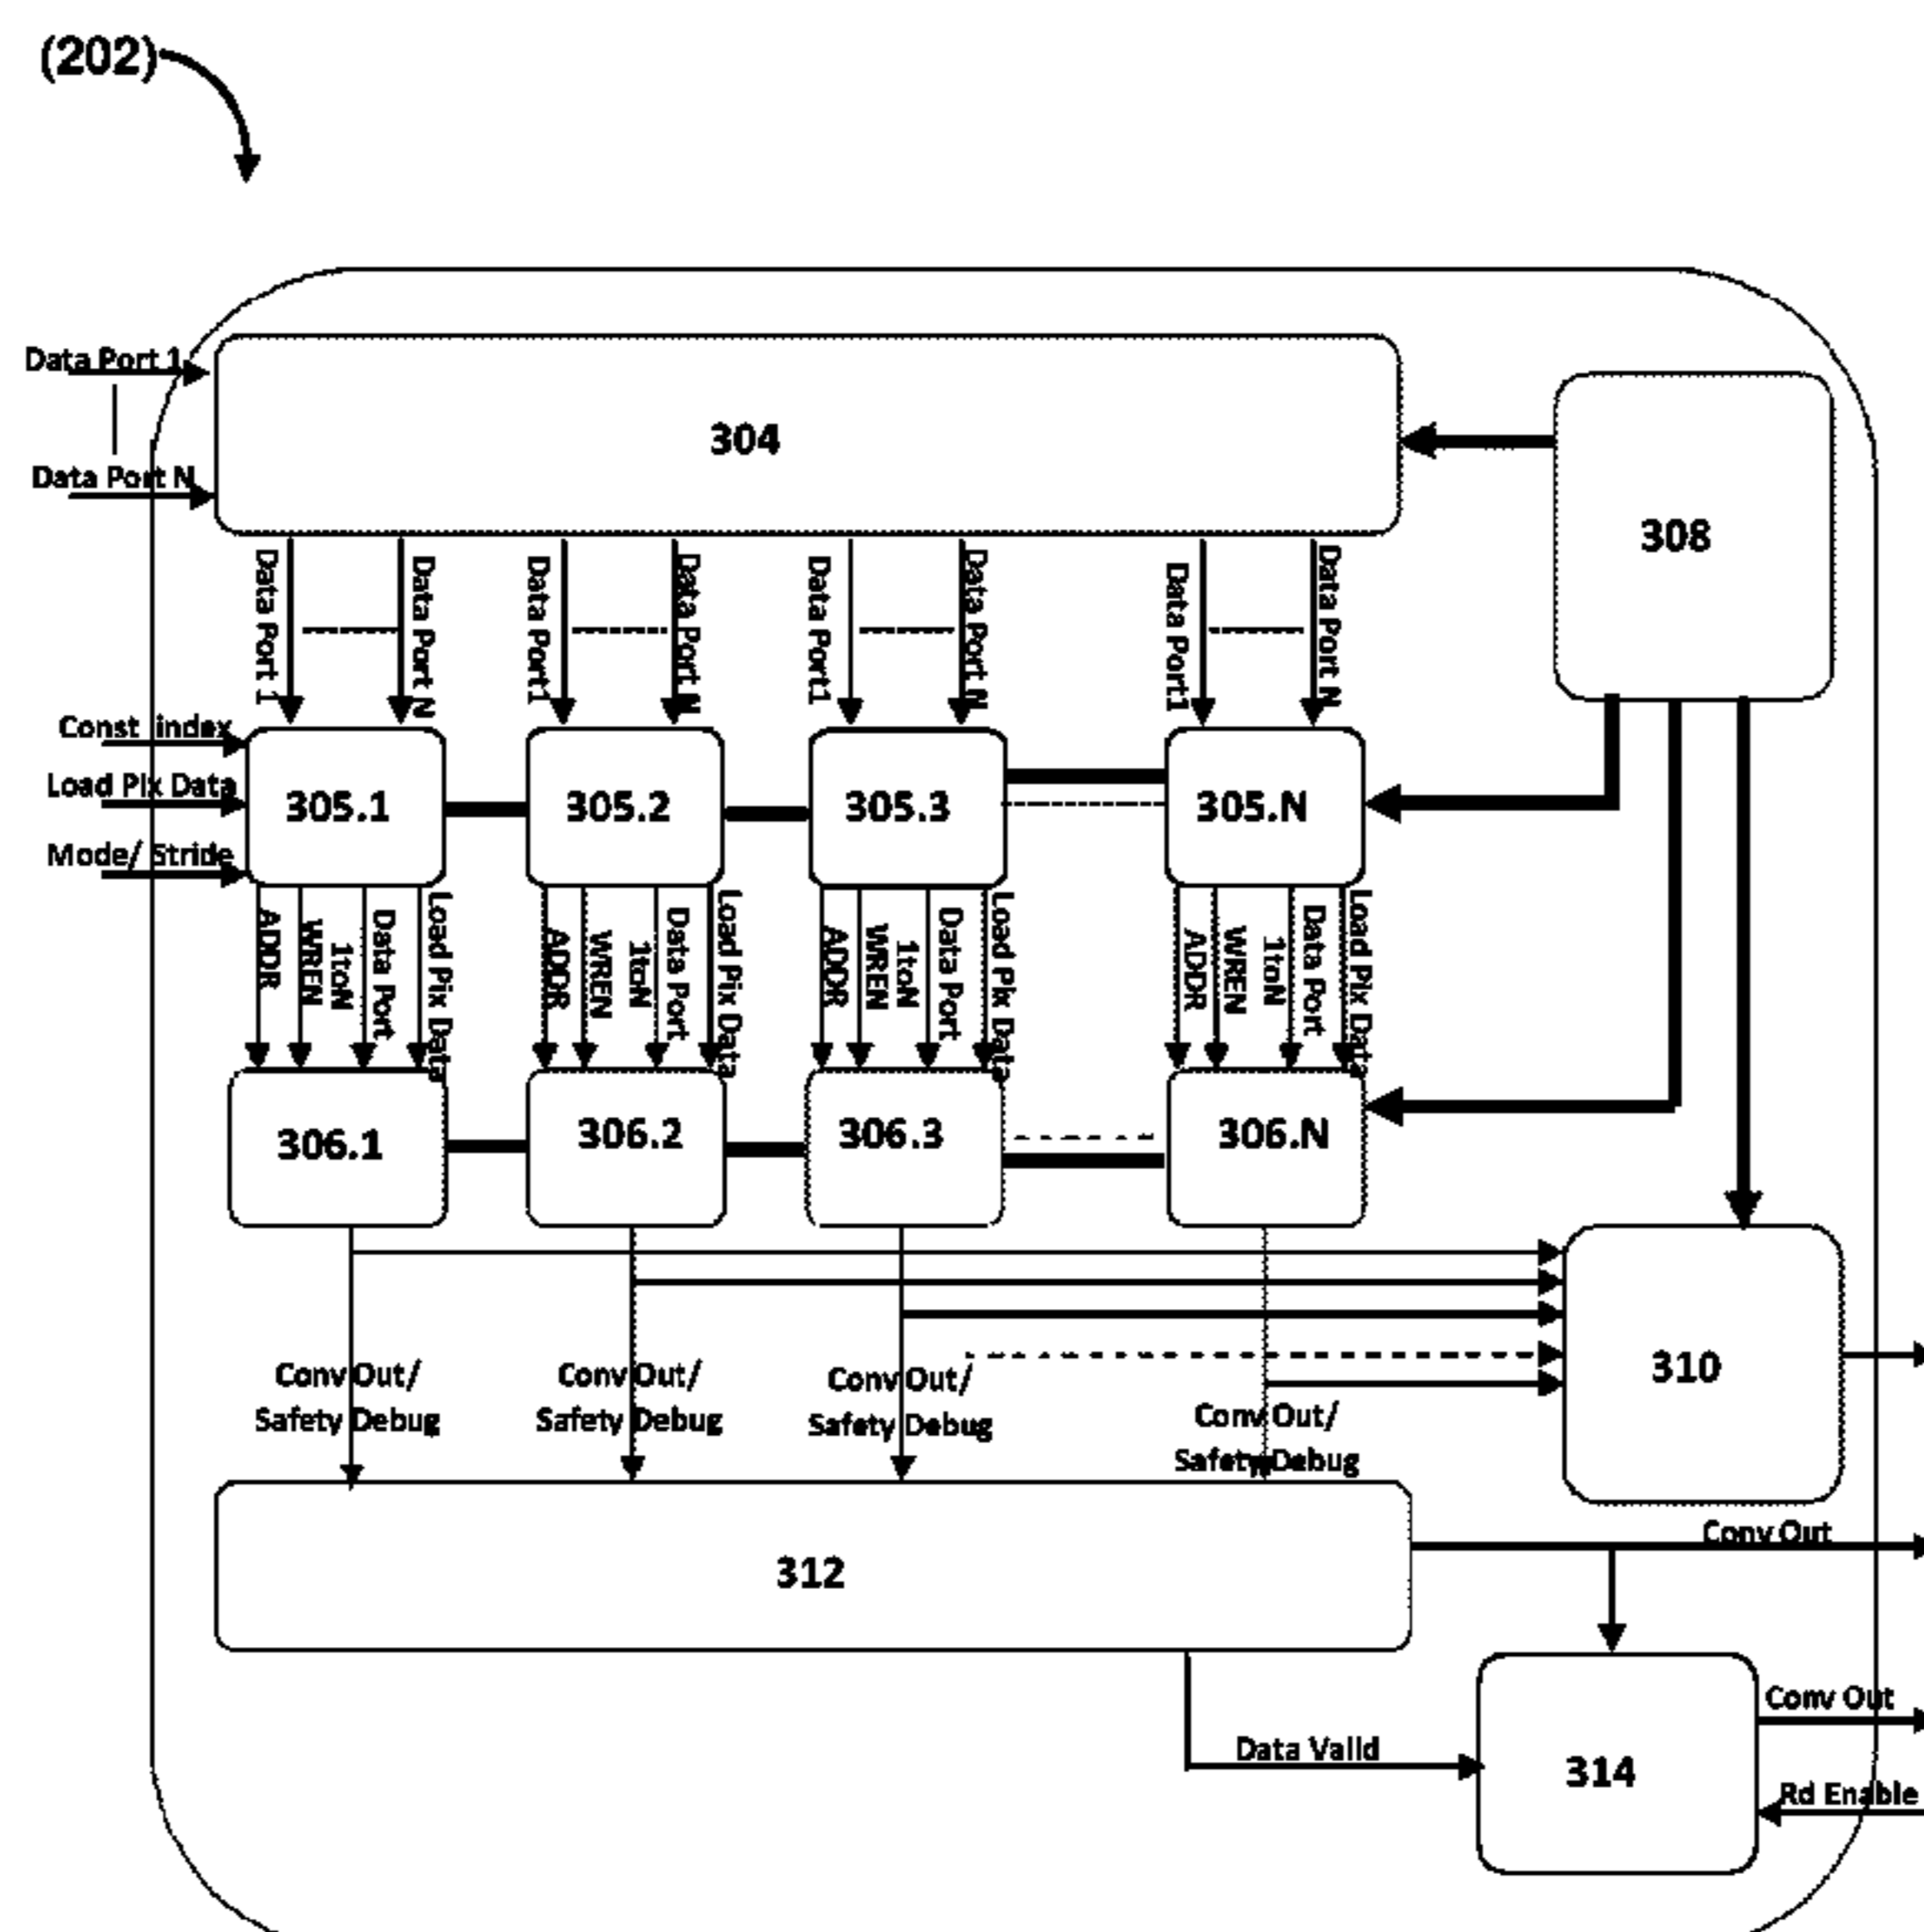 (202)
Data Port 1
Data Port N
304
308
Data Port 1
Data Port N
Data Port1
Data Port N
Data Port1
Data Port N
Data Port1
Data Port N
Const index
Load Pix Data
Mode/ Stride
305.1
305.2
305.3
305.N
ADDR
WREN
1toN
Data Port
Load Pix Data
ADDR
WREN
1toN
Data Port
Load Pix Data
ADDR
WREN
1toN
Data Port
Load Pix Data
ADDR
WREN
1toN
Data Port
Load Pix Data
306.1
306.2
306.3
306.N
310
Conv Out/
Safety Debug
Conv Out/
Safety Debug
Conv Out/
Safety Debug
Conv Out/
Safety Debug
312
Conv Out
Data Valid
314
Conv Out
Rd Enable